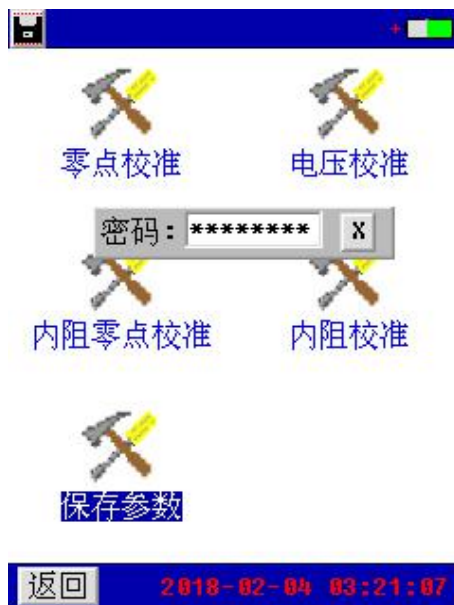 零点校准 电压校准
密码: ******** X
内阻零点校准 内阻校准
保存参数
返回 2018-02-04 03:21:07